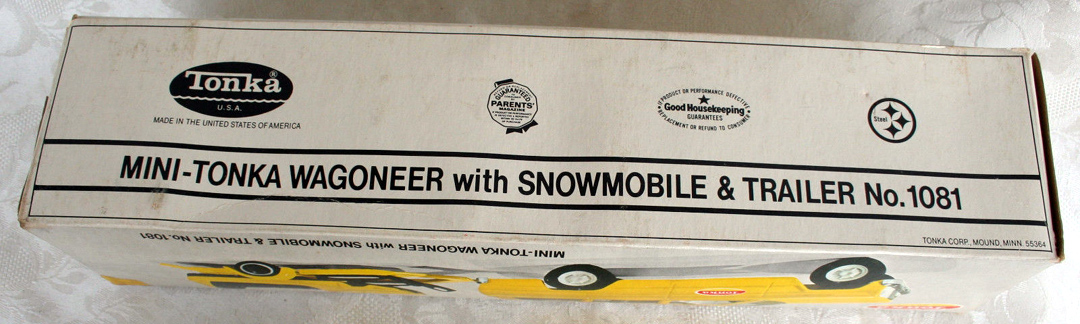 Tonka®
U.S.A.
MADE IN THE UNITED STATES OF AMERICA
GUARANTEED
PARENTS'
MAGAZINE
IF PRODUCT OR PERFORMANCE DEFECTIVE
Good Housekeeping
GUARANTEES
REPLACEMENT OR REFUND TO CONSUMER
Steel
MINI-TONKA WAGONEER with SNOWMOBILE & TRAILER No.1081
TONKA CORP., MOUND, MINN. 55364
MINI-TONKA WAGONEER with SNOWMOBILE & TRAILER No.1081